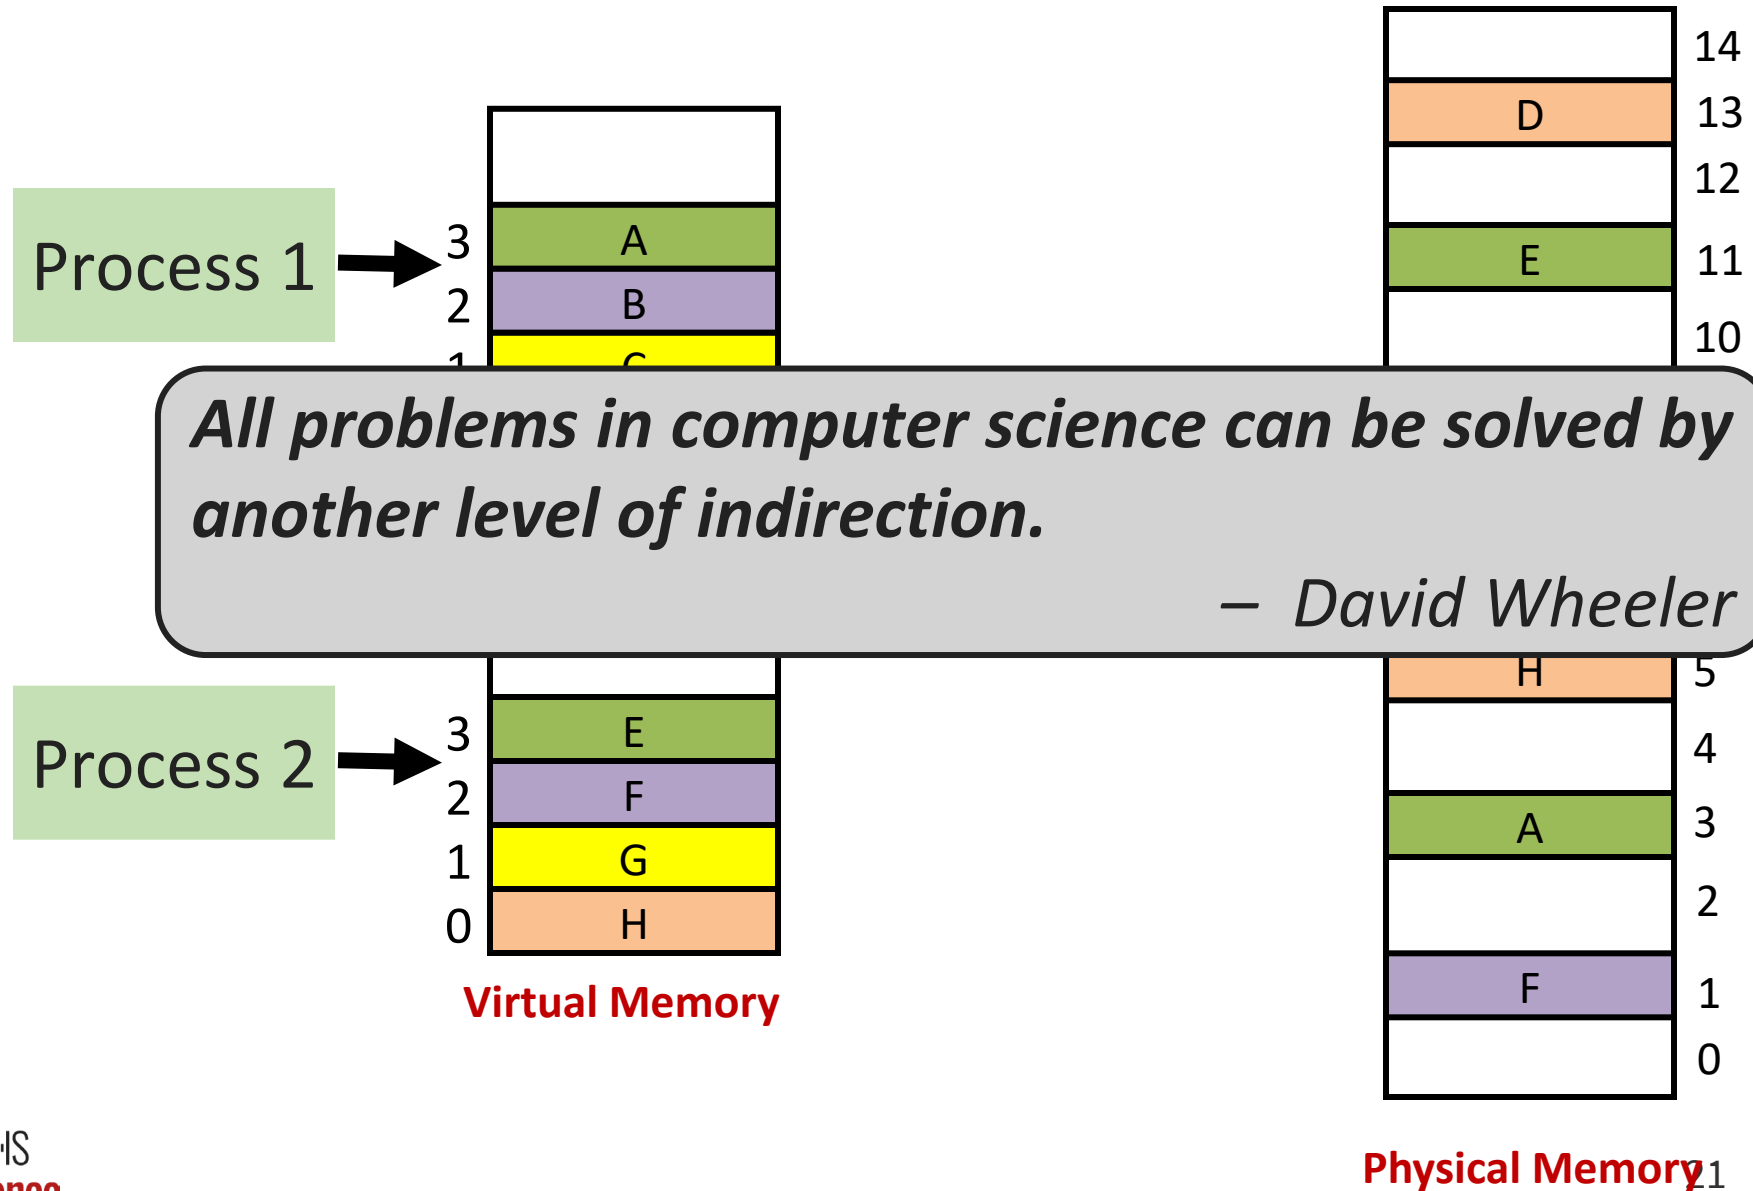 14
D 13
12
Process 1
3 A
2 B
E 11
10
1 C
All problems in computer science can be solved by
another level of indirection.
– David Wheeler
H 5
Process 2
3 E
2 F
1 G
0 H
4
A 3
2
F 1
0
Virtual Memory
Physical Memory
21